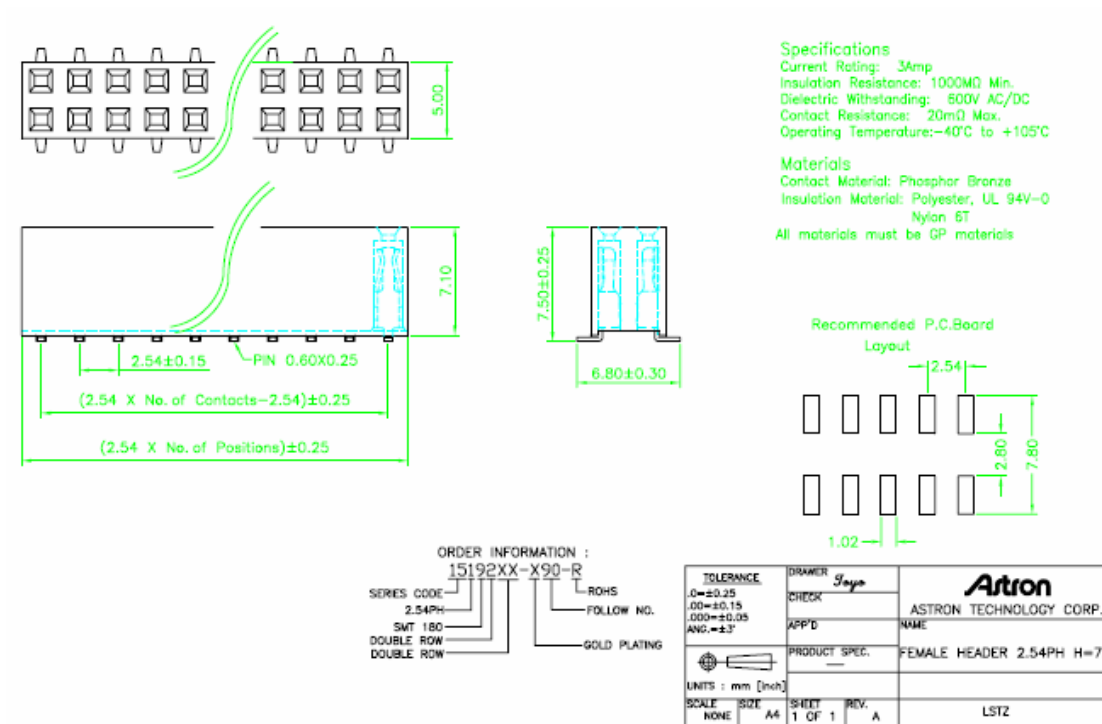 Specifications
Current Rating: 3Amp
Insulation Resistance: 1000MΩ Min.
Dielectric Withstanding: 600V AC/DC
Contact Resistance: 20mΩ Max.
Operating Temperature:-40°C to +105°C
Materials
Contact Material: Phosphor Bronze
Insulation Material: Polyester, UL 94V-0
Nylon 6T
All materials must be GP materials
5.00
7.10
7.50±0.25
2.54±0.15
PIN 0.60X0.25
6.80±0.30
(2.54 X No. of Contacts-2.54)±0.25
(2.54 X No. of Positions)±0.25
Recommended P.C.Board
Layout
2.54
2.80
7.80
1.02
ORDER INFORMATION :
15192XX-X90-R
SERIES CODE
2.54PH
SMT 180
DOUBLE ROW
DOUBLE ROW
ROHS
FOLLOW NO.
GOLD PLATING
TOLERANCE
.0=±0.25
.00=±0.15
.000=±0.05
ANG.=±3°
UNITS : mm [inch]
SCALE NONE
SIZE A4
DRAWER Toyo
CHECK
APP'D
PRODUCT SPEC.
—
SHEET 1 OF 1
REV. A
Astron
ASTRON TECHNOLOGY CORP.
NAME
FEMALE HEADER 2.54PH H=7
LSTZ